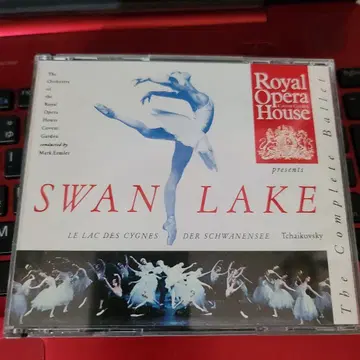 The
Orchestra
of
the
Royal
Opera
House
Covent
Garden
conducted by
Mark Ermler
Royal
Opera
House
presents
SWAN LAKE
LE LAC DES CYGNES DER SCHWANENSEE Tchaikovsky
The Complete Ballet